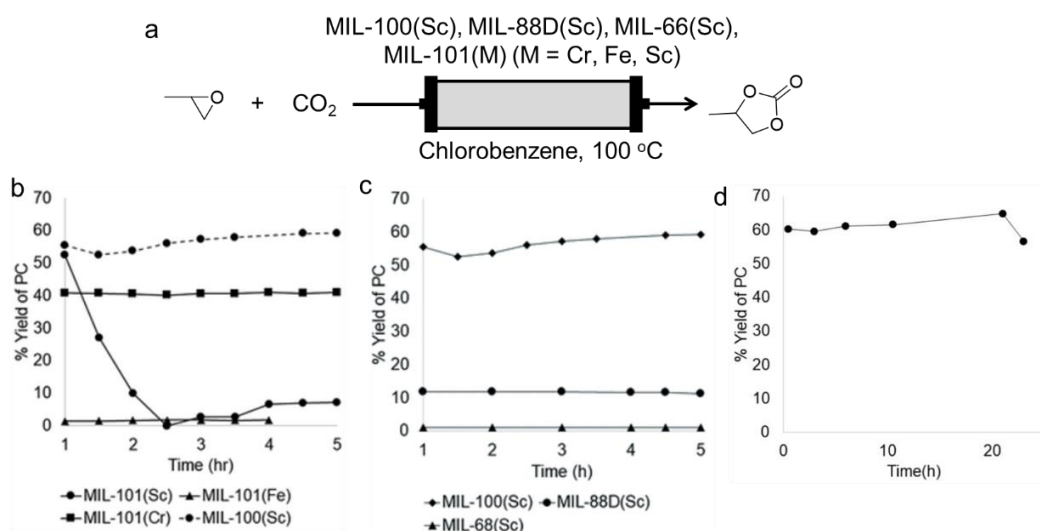 a
MIL-100(Sc), MIL-88D(Sc), MIL-66(Sc),
MIL-101(M) (M = Cr, Fe, Sc)
O
+ CO2
O
O
O
Chlorobenzene, 100 °C
b
70
60
50
40
30
20
10
0
% Yield of PC
1 2 3 4 5
Time (hr)
MIL-101(Sc) MIL-101(Fe)
MIL-101(Cr) MIL-100(Sc)
c
70
60
50
40
30
20
10
0
% Yield of PC
1 2 3 4 5
Time (h)
MIL-100(Sc) MIL-88D(Sc)
MIL-68(Sc)
d
70
60
50
40
30
20
10
0
% Yield of PC
0 10 20
Time(h)